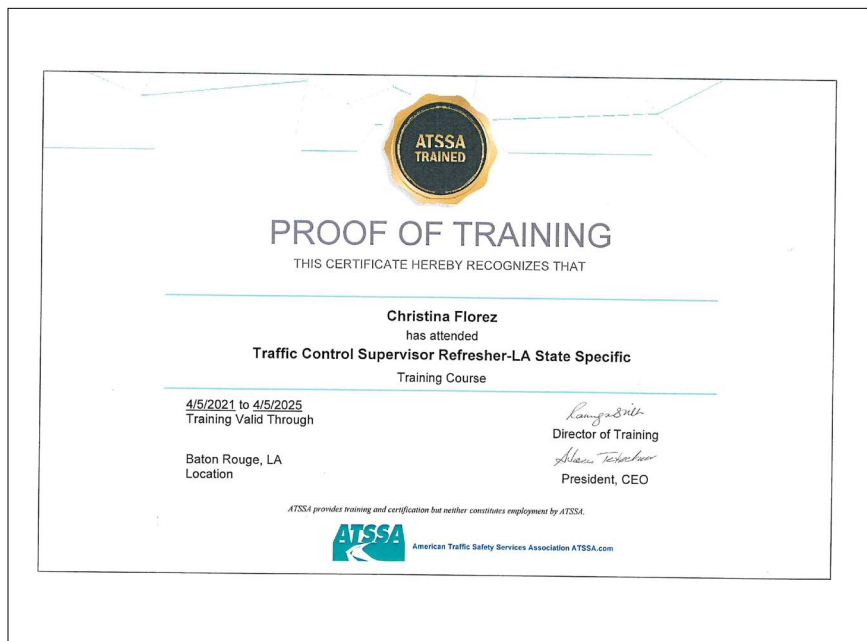 ATSSA
TRAINED
PROOF OF TRAINING
THIS CERTIFICATE HEREBY RECOGNIZES THAT
Christina Florez
has attended
Traffic Control Supervisor Refresher-LA State Specific
Training Course
4/5/2021 to 4/5/2025
Training Valid Through
Director of Training
Baton Rouge, LA
Location
President, CEO
ATSSA provides training and certification but neither constitutes employment by ATSSA.
ATSSA
American Traffic Safety Services Association ATSSA.com